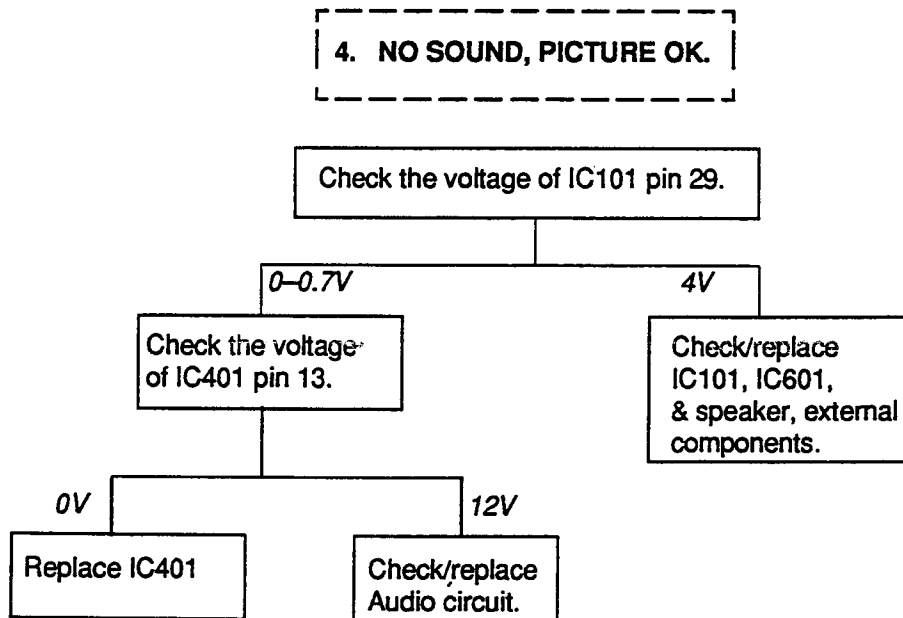 4. NO SOUND, PICTURE OK.
Check the voltage of IC101 pin 29.
0–0.7V
4V
Check the voltage
of IC401 pin 13.
Check/replace
IC101, IC601,
& speaker, external
components.
0V
12V
Replace IC401
Check/replace
Audio circuit.